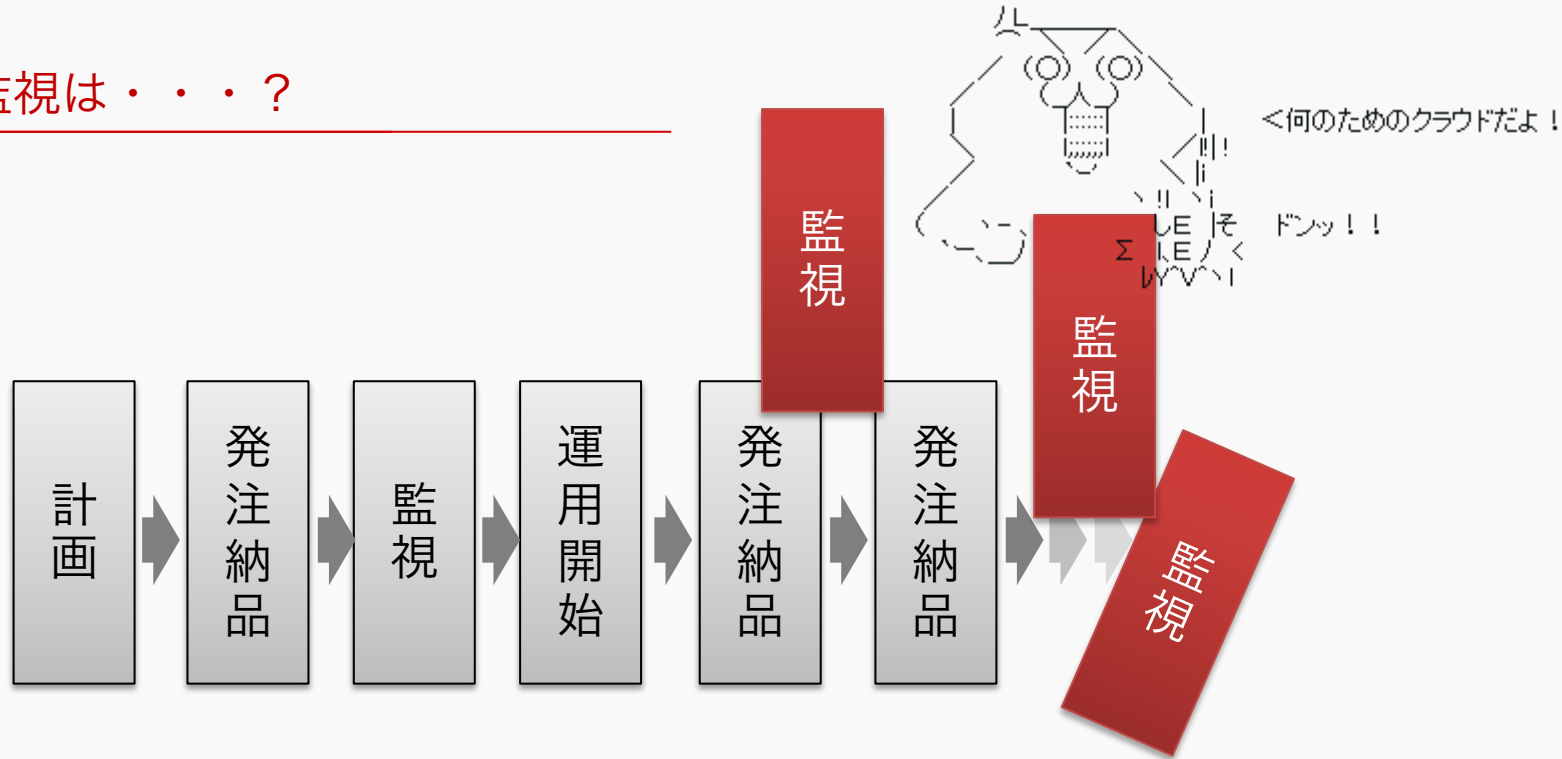 監視は・・・？
＜何のためのクラウドだよ！
ドンッ！！
計画
発注納品
監視
運用開始
発注納品
発注納品
監視
監視
監視